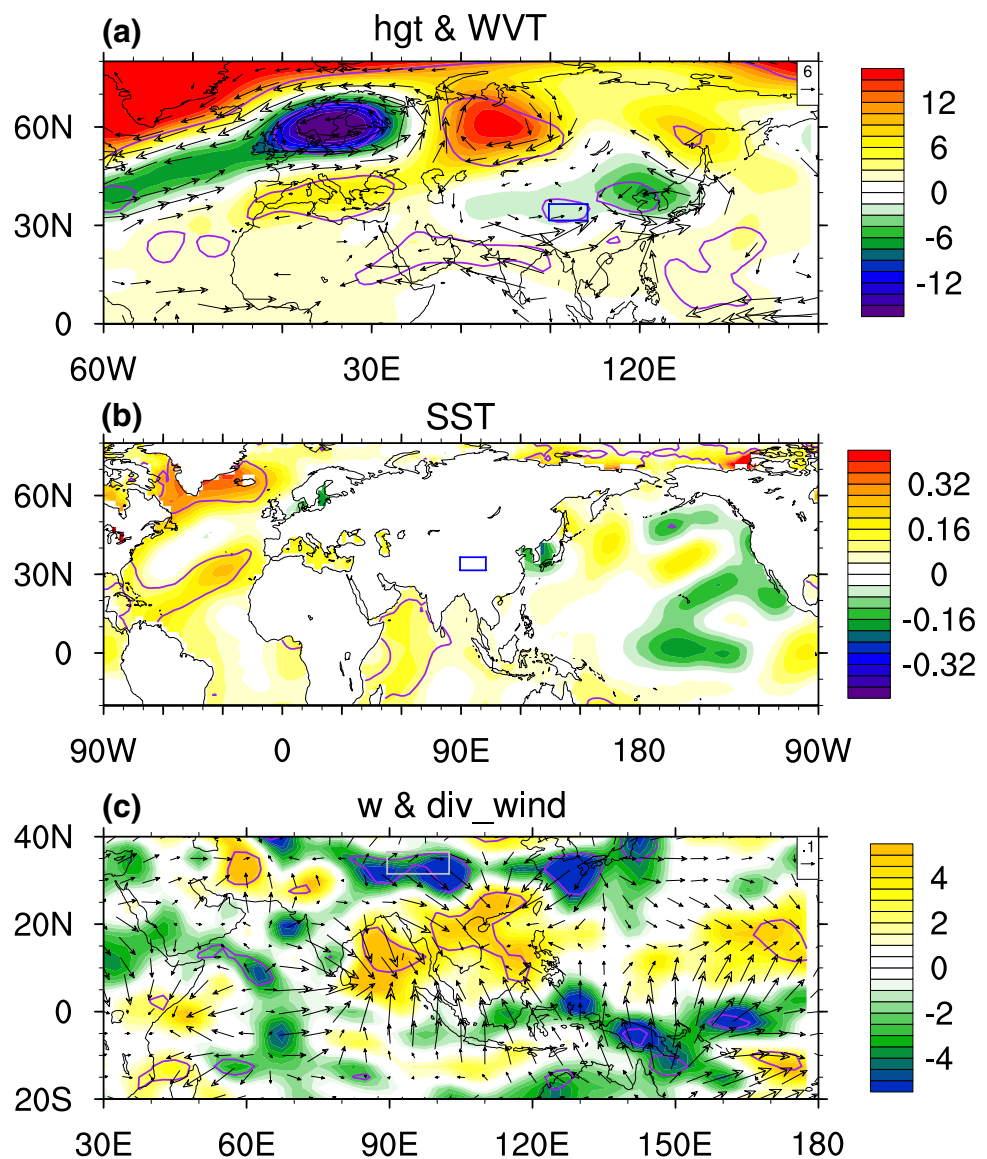 (a) hgt & WVT
6
60N
30N
0
60W 30E 120E
12
6
0
-6
-12
(b) SST
60N
30N
0
90W 0 90E 180 90W
0.32
0.16
0
-0.16
-0.32
(c) w & div_wind
.1
40N
20N
0
20S
30E 60E 90E 120E 150E 180
4
2
0
-2
-4